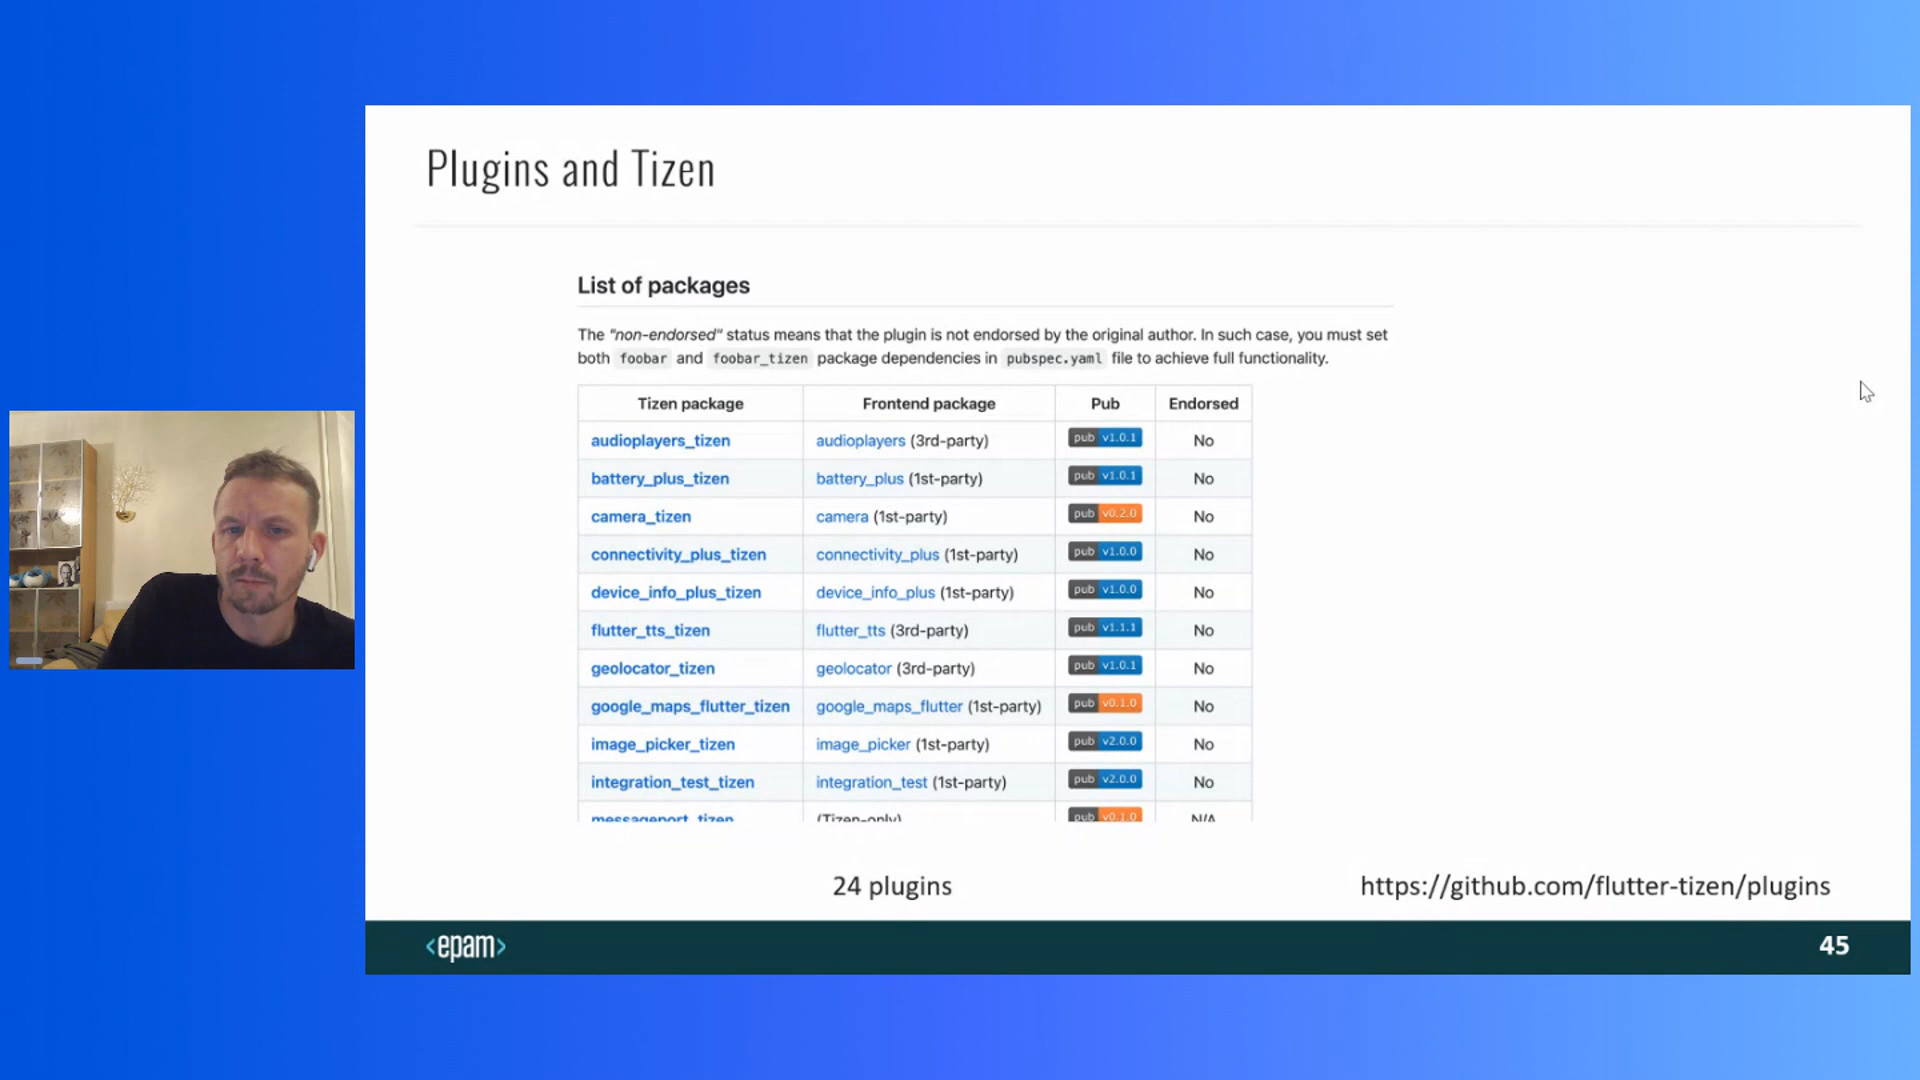 Plugins and Tizen
List of packages
The "non-endorsed" status means that the plugin is not endorsed by the original author. In such case, you must set
both foobar and foobar_tizen package dependencies in pubspec.yaml file to achieve full functionality.
Tizen package Frontend package Pub Endorsed
audioplayers_tizen audioplayers (3rd-party) pub v1.0.1 No
battery_plus_tizen battery_plus (1st-party) pub v1.0.1 No
camera_tizen camera (1st-party) pub v0.2.0 No
connectivity_plus_tizen connectivity_plus (1st-party) pub v1.0.0 No
device_info_plus_tizen device_info_plus (1st-party) pub v1.0.0 No
flutter_tts_tizen flutter_tts (3rd-party) pub v1.1.1 No
geolocator_tizen geolocator (3rd-party) pub v1.0.1 No
google_maps_flutter_tizen google_maps_flutter (1st-party) pub v0.1.0 No
image_picker_tizen image_picker (1st-party) pub v2.0.0 No
integration_test_tizen integration_test (1st-party) pub v2.0.0 No
messageport_tizen (Tizen-only) pub v0.1.0 N/A
24 plugins
https://github.com/flutter-tizen/plugins
<epam>
45